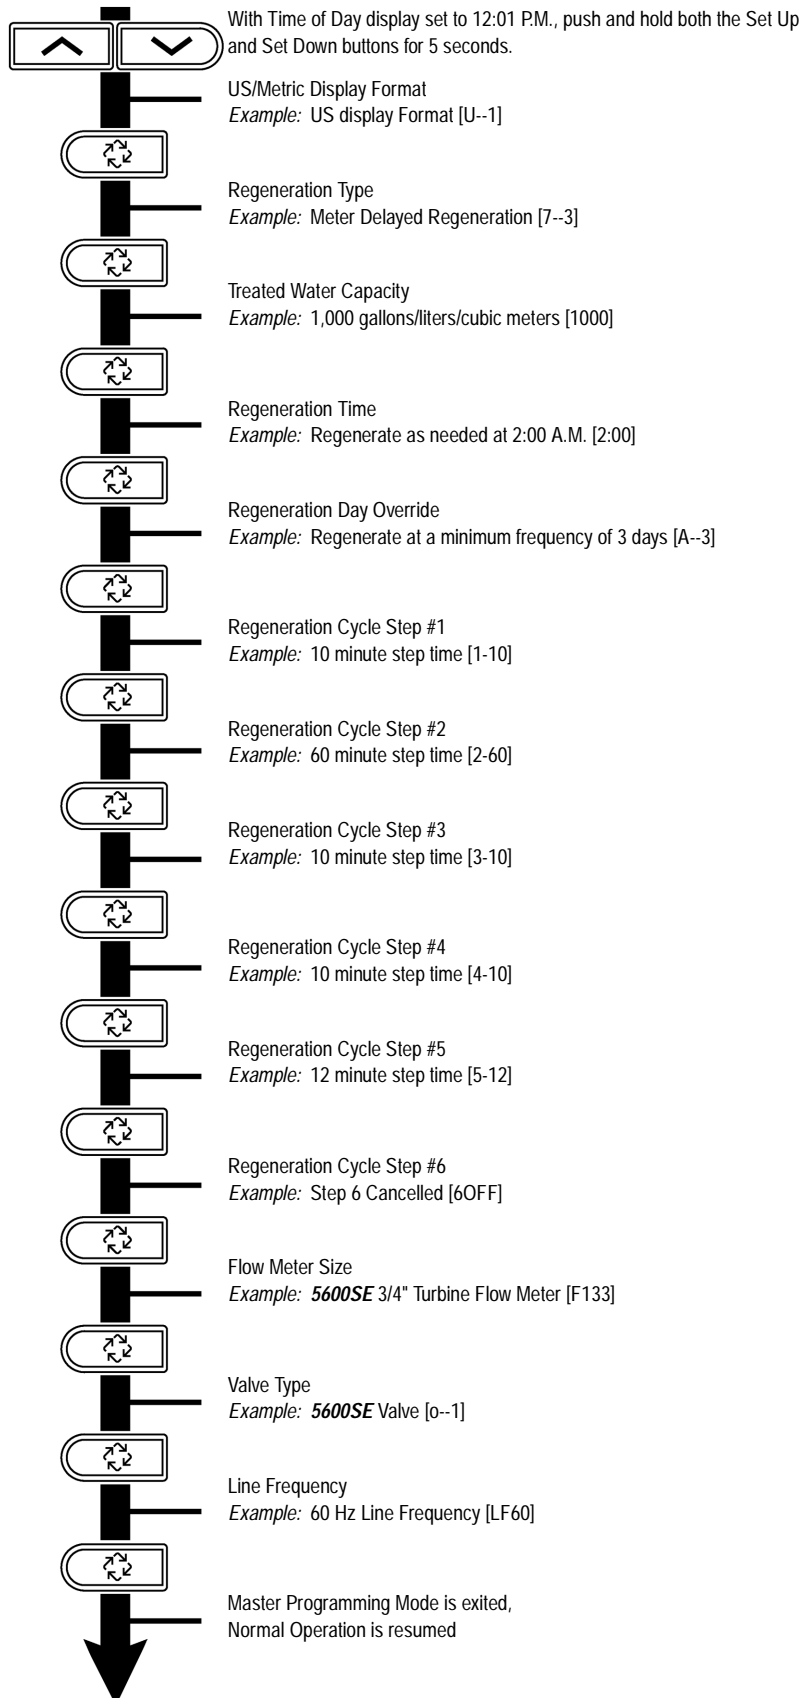 With Time of Day display set to 12:01 P.M., push and hold both the Set Up
and Set Down buttons for 5 seconds.
US/Metric Display Format
Example: US display Format [U--1]
Regeneration Type
Example: Meter Delayed Regeneration [7--3]
Treated Water Capacity
Example: 1,000 gallons/liters/cubic meters [1000]
Regeneration Time
Example: Regenerate as needed at 2:00 A.M. [2:00]
Regeneration Day Override
Example: Regenerate at a minimum frequency of 3 days [A--3]
Regeneration Cycle Step #1
Example: 10 minute step time [1-10]
Regeneration Cycle Step #2
Example: 60 minute step time [2-60]
Regeneration Cycle Step #3
Example: 10 minute step time [3-10]
Regeneration Cycle Step #4
Example: 10 minute step time [4-10]
Regeneration Cycle Step #5
Example: 12 minute step time [5-12]
Regeneration Cycle Step #6
Example: Step 6 Cancelled [6OFF]
Flow Meter Size
Example: 5600SE 3/4" Turbine Flow Meter [F133]
Valve Type
Example: 5600SE Valve [o--1]
Line Frequency
Example: 60 Hz Line Frequency [LF60]
Master Programming Mode is exited,
Normal Operation is resumed